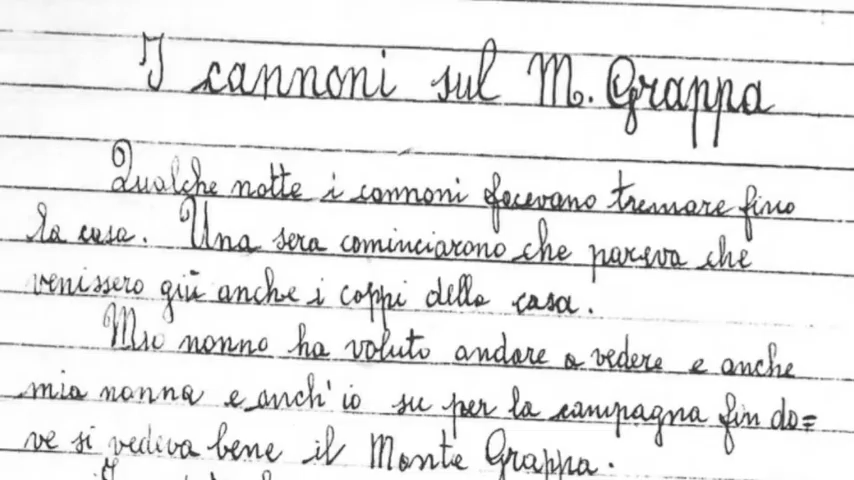 I cannoni sul M. Grappa
Qualche notte i cannoni facevano tremare fino
la casa. Una sera cominciarono che pareva che
venissero giù anche i coppi della casa.
Mio nonno ha voluto andare a vedere e anche
mia nonna e anch'io su per la campagna fin do=
ve si vedeva bene il Monte Grappa.